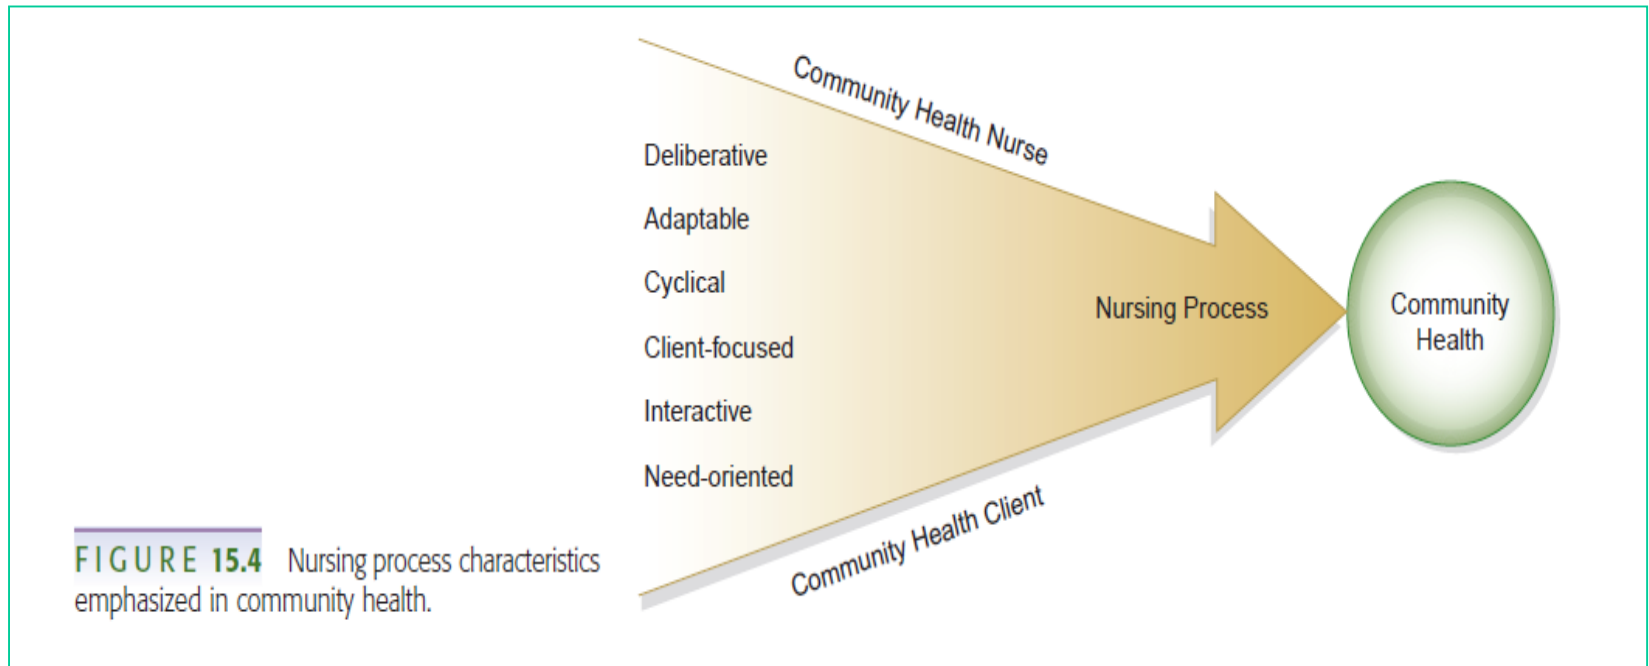 Community Health Nurse
Deliberative
Adaptable
Cyclical
Client-focused
Interactive
Need-oriented
Nursing Process
Community
Health
Community Health Client
FIGURE 15.4 Nursing process characteristics
emphasized in community health.